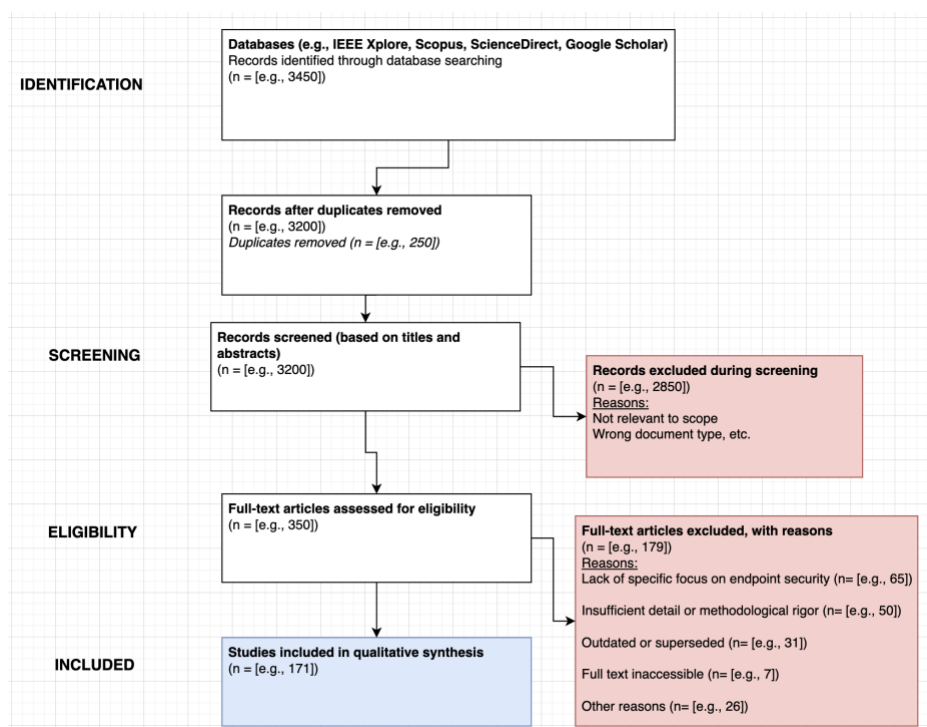 IDENTIFICATION
Databases (e.g., IEEE Xplore, Scopus, ScienceDirect, Google Scholar)
Records identified through database searching
(n = [e.g., 3450])
Records after duplicates removed
(n = [e.g., 3200])
Duplicates removed (n = [e.g., 250])
SCREENING
Records screened (based on titles and
abstracts)
(n = [e.g., 3200])
Records excluded during screening
(n = [e.g., 2850])
Reasons:
Not relevant to scope
Wrong document type, etc.
ELIGIBILITY
Full-text articles assessed for eligibility
(n = [e.g., 350])
Full-text articles excluded, with reasons
(n = [e.g., 179])
Reasons:
Lack of specific focus on endpoint security (n= [e.g., 65])
Insufficient detail or methodological rigor (n= [e.g., 50])
Outdated or superseded (n= [e.g., 31])
Full text inaccessible (n= [e.g., 7])
Other reasons (n= [e.g., 26])
INCLUDED
Studies included in qualitative synthesis
(n = [e.g., 171])